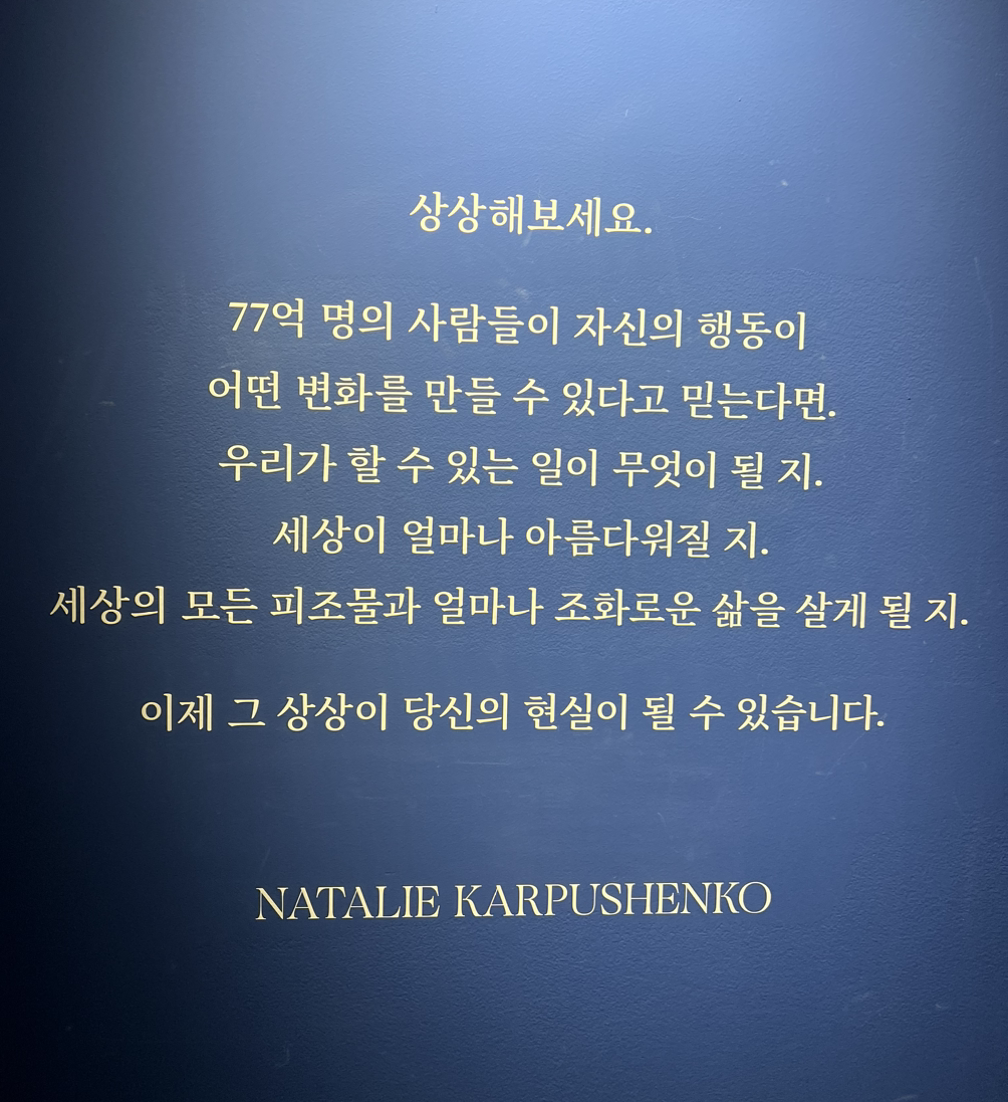 상상해보세요.
77억 명의 사람들이 자신의 행동이
어떤 변화를 만들 수 있다고 믿는다면.
우리가 할 수 있는 일이 무엇이 될 지.
세상이 얼마나 아름다워질 지.
세상의 모든 피조물과 얼마나 조화로운 삶을 살게 될 지.
이제 그 상상이 당신의 현실이 될 수 있습니다.
NATALIE KARPUSHENKO